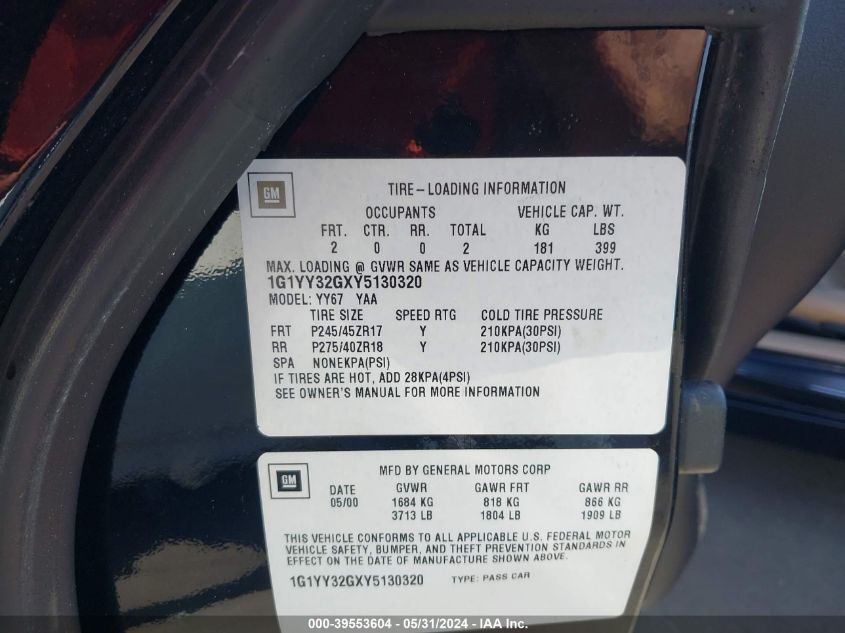 GM
TIRE-LOADING INFORMATION
OCCUPANTS VEHICLE CAP. WT.
FRT. CTR. RR. TOTAL KG LBS
2 0 0 2 181 399
MAX. LOADING @ GVWR SAME AS VEHICLE CAPACITY WEIGHT.
1G1YY32GXY5130320
MODEL: YY67 YAA
TIRE SIZE SPEED RTG COLD TIRE PRESSURE
FRT P245/45ZR17 Y 210KPA(30PSI)
RR P275/40ZR18 Y 210KPA(30PSI)
SPA NONEKPA(PSI)
IF TIRES ARE HOT, ADD 28KPA(4PSI)
SEE OWNER'S MANUAL FOR MORE INFORMATION
GM
MFD BY GENERAL MOTORS CORP
DATE GVWR GAWR FRT GAWR RR
05/00 1684 KG 818 KG 866 KG
3713 LB 1804 LB 1909 LB
THIS VEHICLE CONFORMS TO ALL APPLICABLE U.S. FEDERAL MOTOR
VEHICLE SAFETY, BUMPER, AND THEFT PREVENTION STANDARDS IN
EFFECT ON THE DATE OF MANUFACTURE SHOWN ABOVE.
1G1YY32GXY5130320 TYPE: PASS CAR
000-39553604 - 05/31/2024 - IAA Inc.